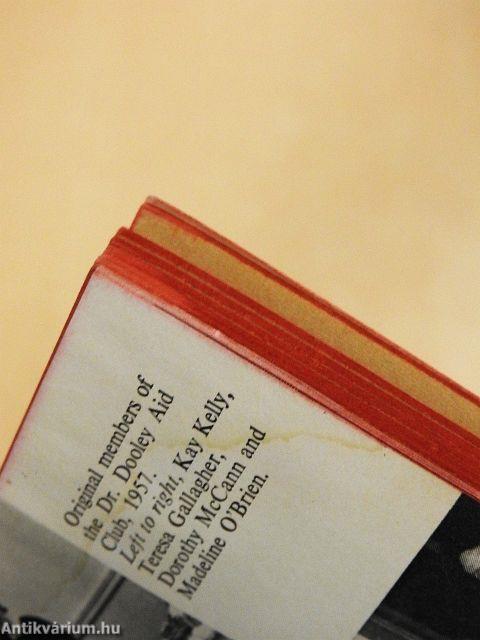 Original members of
the Dr. Dooley Aid
Club, 1957.
Left to right, Kay Kelly,
Teresa Gallagher,
Dorothy McCann and
Madeline O'Brien.
Antikvárium.hu